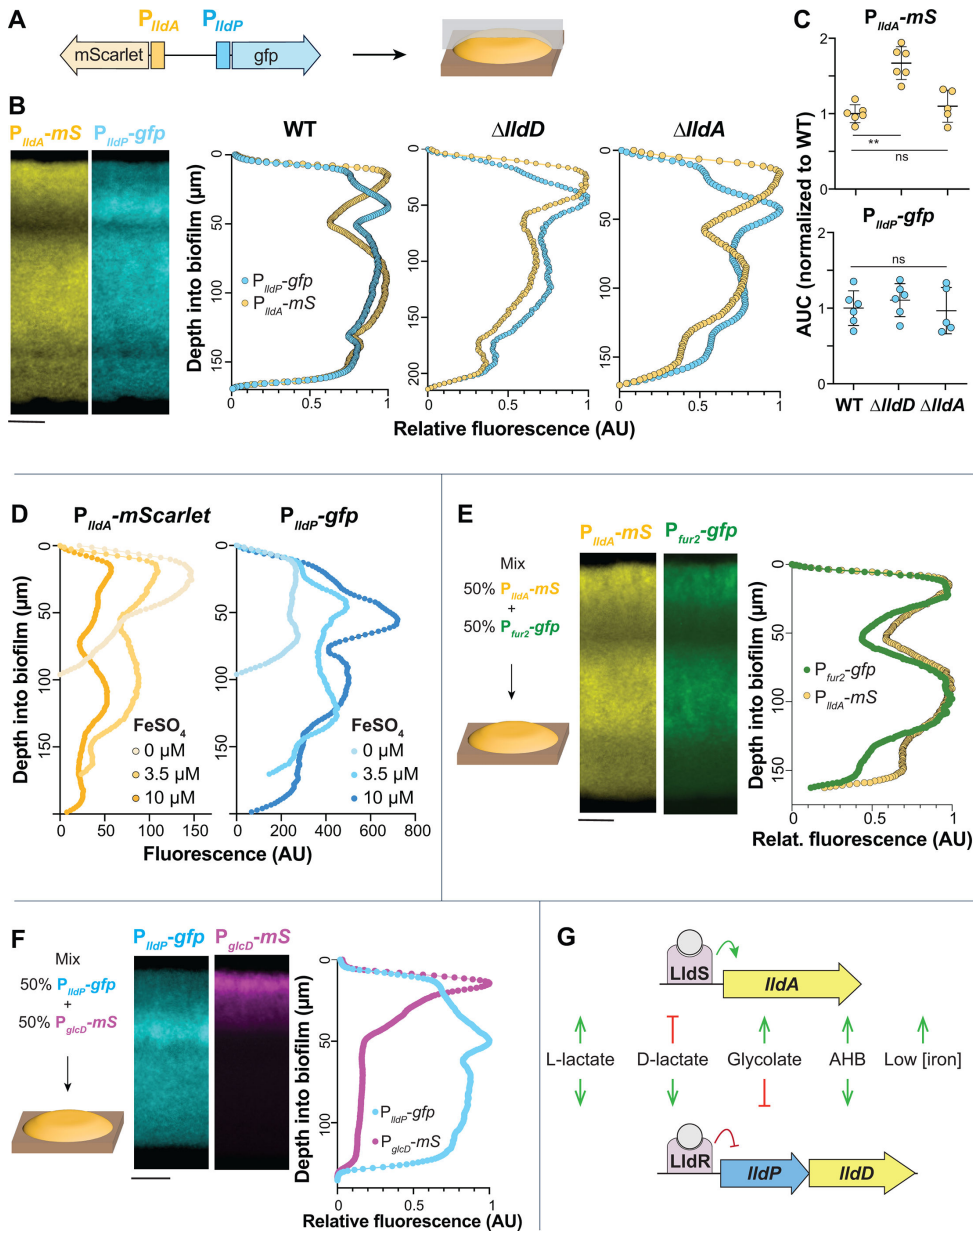 A
PlldA
PlldP
mScarlet
gfp
B
PlldA-mS
PlldP-gfp
WT
ΔlldD
ΔlldA
Depth into biofilm (µm)
0
50
100
150
PlldP-gfp
PlldA-mS
0
0.5
1
0
50
100
150
200
0
0.5
1
0
50
100
150
0
0.5
1
Relative fluorescence (AU)
C
PlldA-mS
2
1
0
**
ns
PlldP-gfp
2
1
0
ns
AUC (normalized to WT)
WT ΔlldD ΔlldA
D
PlldA-mScarlet
PlldP-gfp
Depth into biofilm (µm)
0
50
100
150
FeSO4
0 µM
3.5 µM
10 µM
0
50
100
150
FeSO4
0 µM
3.5 µM
10 µM
0
200
400
600
800
Fluorescence (AU)
E
Mix
50% PlldA-mS
+
50% Pfur2-gfp
PlldA-mS
Pfur2-gfp
Depth into biofilm (µm)
0
50
100
150
Pfur2-gfp
PlldA-mS
0
0.5
1
Relat. fluorescence (AU)
F
Mix
50% PlldP-gfp
+
50% PglcD-mS
PlldP-gfp
PglcD-mS
Depth into biofilm (µm)
0
50
100
PlldP-gfp
PglcD-mS
0
0.5
1
Relative fluorescence (AU)
G
LldS
lldA
L-lactate D-lactate Glycolate AHB Low [iron]
LldR
lldP
lldD